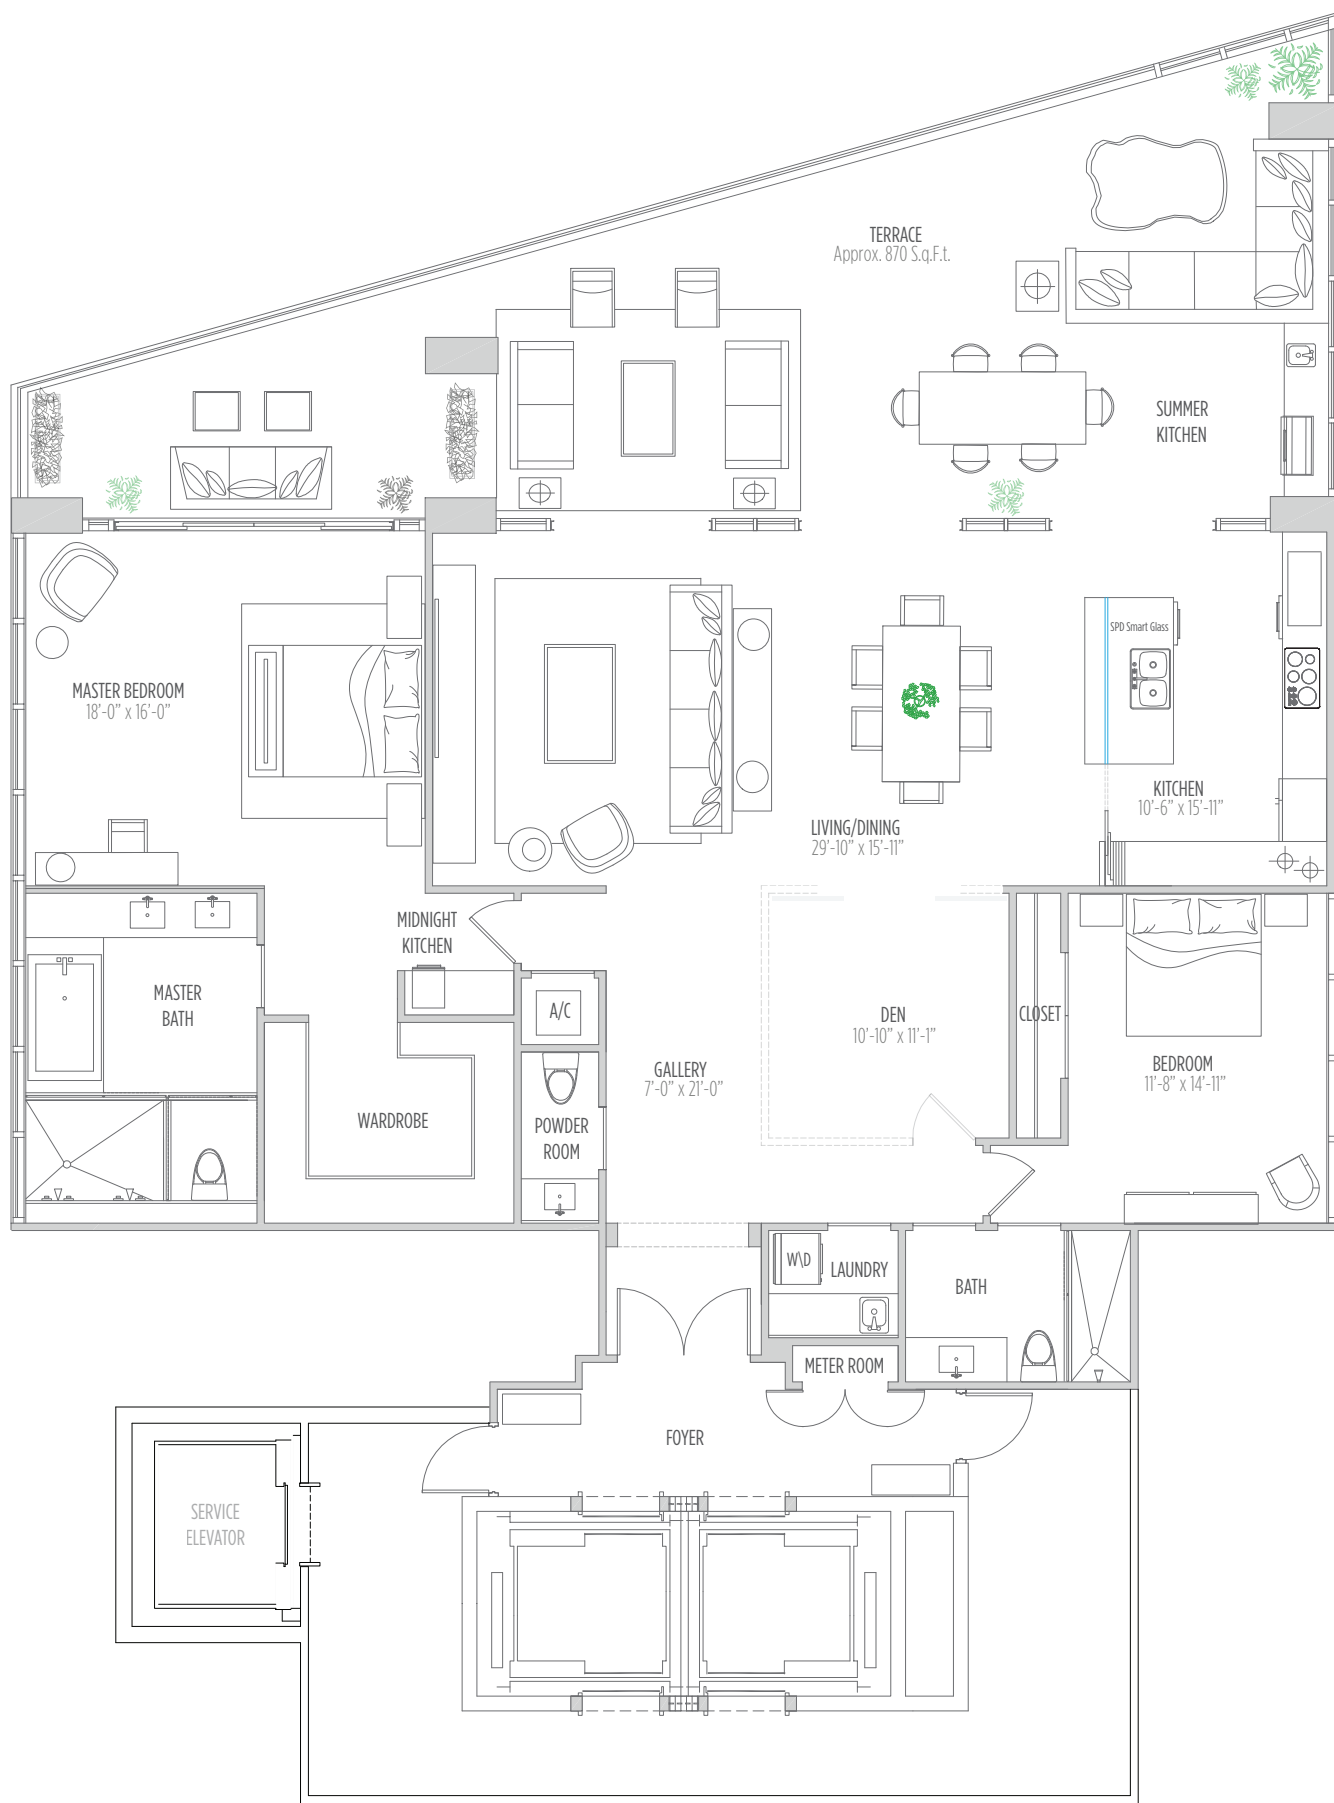 TERRACE
Approx. 870 S.q.F.t.
SUMMER
KITCHEN
SPD Smart Glass
MASTER BEDROOM
18'-0" x 16'-0"
KITCHEN
10'-6" x 15'-11"
LIVING/DINING
29'-10" x 15'-11"
MIDNIGHT
KITCHEN
MASTER
BATH
A/C
DEN
10'-10" x 11'-1"
CLOSET
BEDROOM
11'-8" x 14'-11"
GALLERY
7'-0" x 21'-0"
WARDROBE
POWDER
ROOM
W\D
LAUNDRY
BATH
METER ROOM
FOYER
SERVICE
ELEVATOR